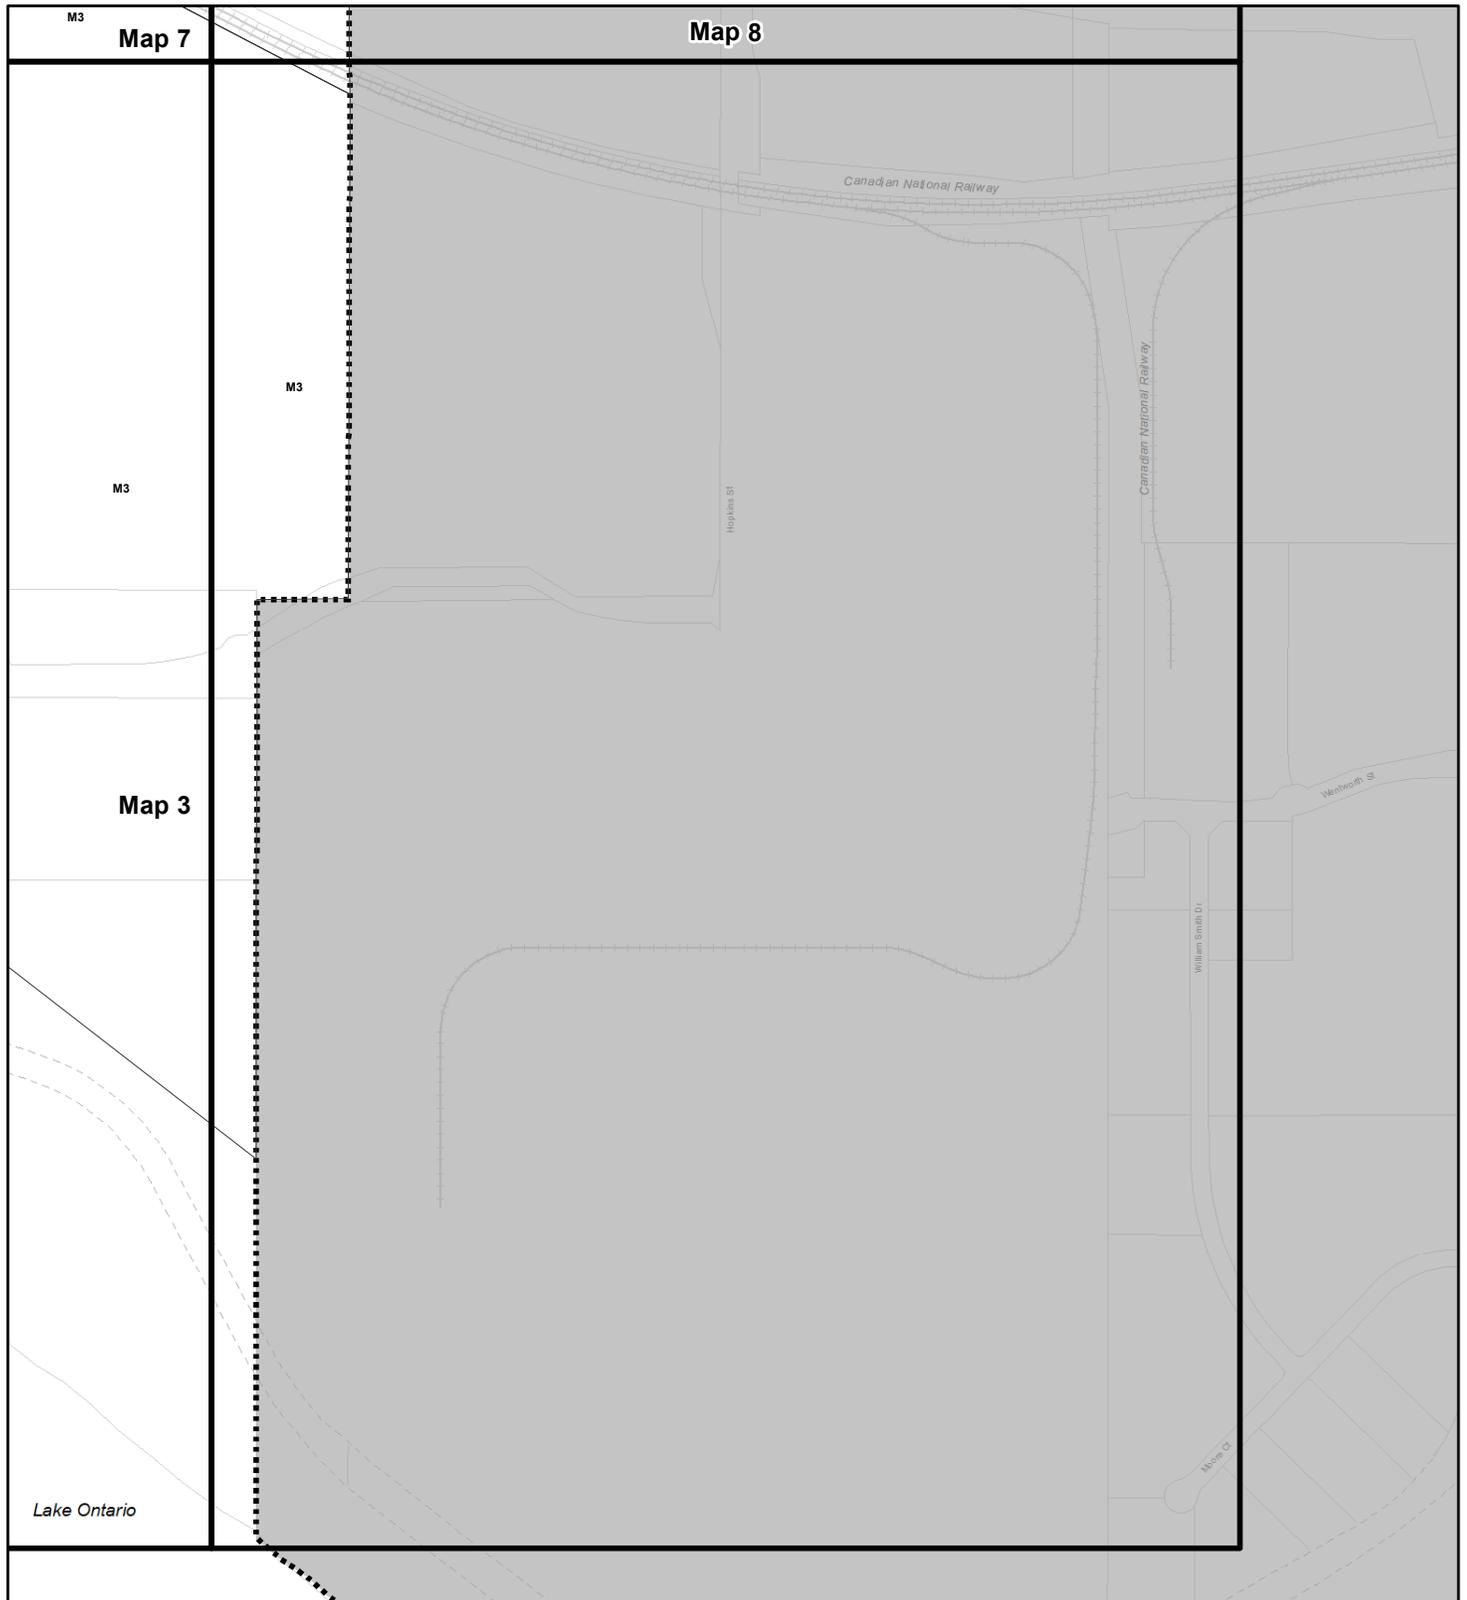 M3
Map 7
Map 8
Canadian National Railway
M3
Canadian National Railway
M3
Hopkins St
Wentworth St
Map 3
William Smith Dr
Moore Ct
Lake Ontario